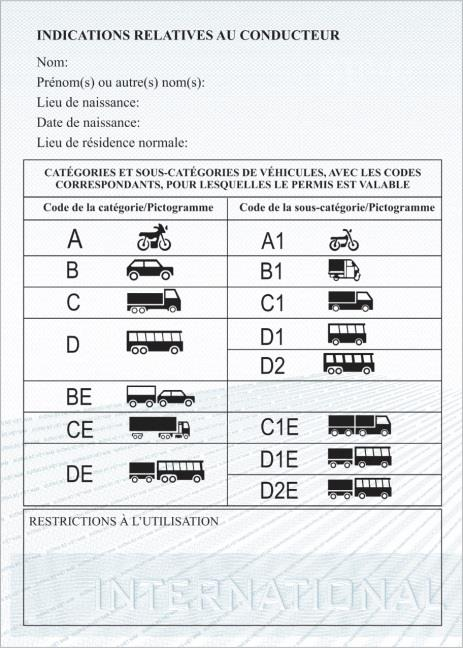 INDICATIONS RELATIVES AU CONDUCTEUR
Nom:
Prénom(s) ou autre(s) nom(s):
Lieu de naissance:
Date de naissance:
Lieu de résidence normale:
CATÉGORIES ET SOUS-CATÉGORIES DE VÉHICULES, AVEC LES CODES
CORRESPONDANTS, POUR LESQUELLES LE PERMIS EST VALABLE
Code de la catégorie/Pictogramme
Code de la sous-catégorie/Pictogramme
A
A1
B
B1
C
C1
D
D1
D2
BE
CE
C1E
DE
D1E
D2E
RESTRICTIONS À L’UTILISATION
INTERNATIONAL